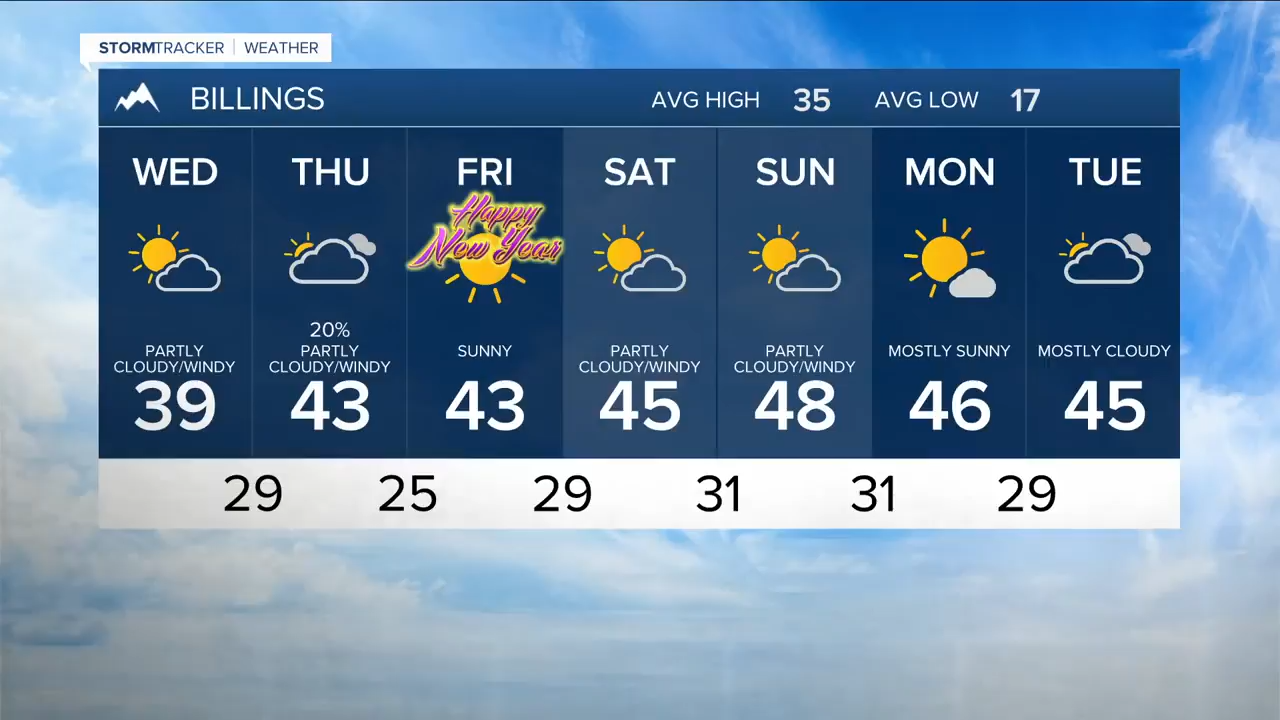 STORMTRACKER | WEATHER
BILLINGS AVG HIGH 35 AVG LOW 17
WED THU FRI SAT SUN MON TUE
Happy
New Year
20%
PARTLY PARTLY SUNNY PARTLY PARTLY MOSTLY SUNNY MOSTLY CLOUDY
CLOUDY/WINDY CLOUDY/WINDY CLOUDY/WINDY CLOUDY/WINDY
39 43 43 45 48 46 45
29 25 29 31 31 29